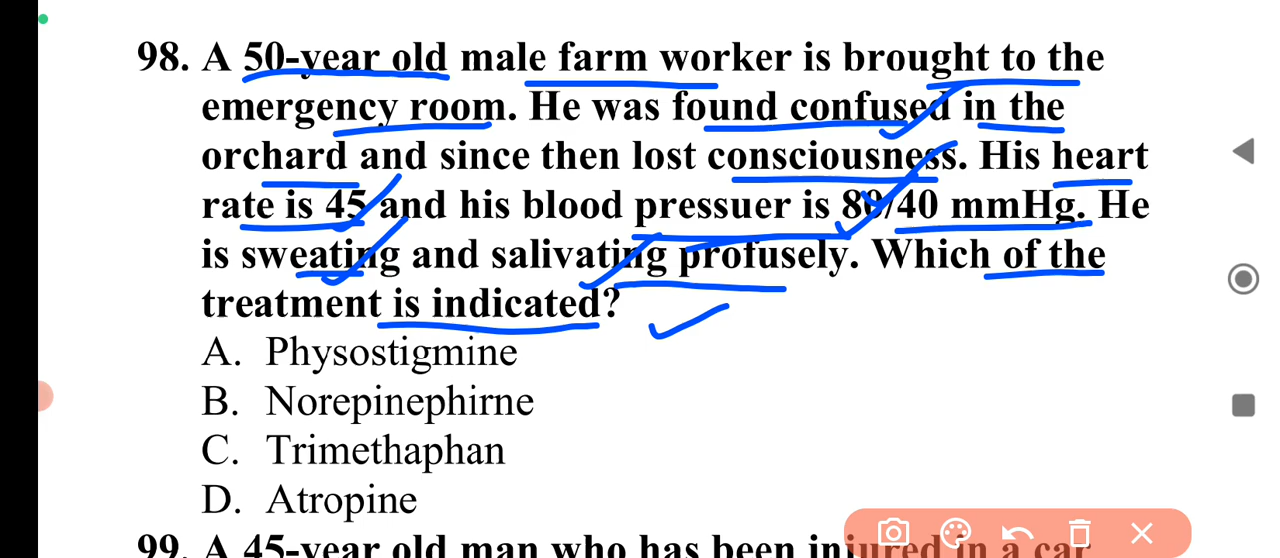 98. A 50-year old male farm worker is brought to the
emergency room. He was found confused in the
orchard and since then lost consciousness. His heart
rate is 45 and his blood pressuer is 80/40 mmHg. He
is sweating and salivating profusely. Which of the
treatment is indicated?
A. Physostigmine
B. Norepinephirne
C. Trimethaphan
D. Atropine
99. A 45-year old man who has been injured in a car